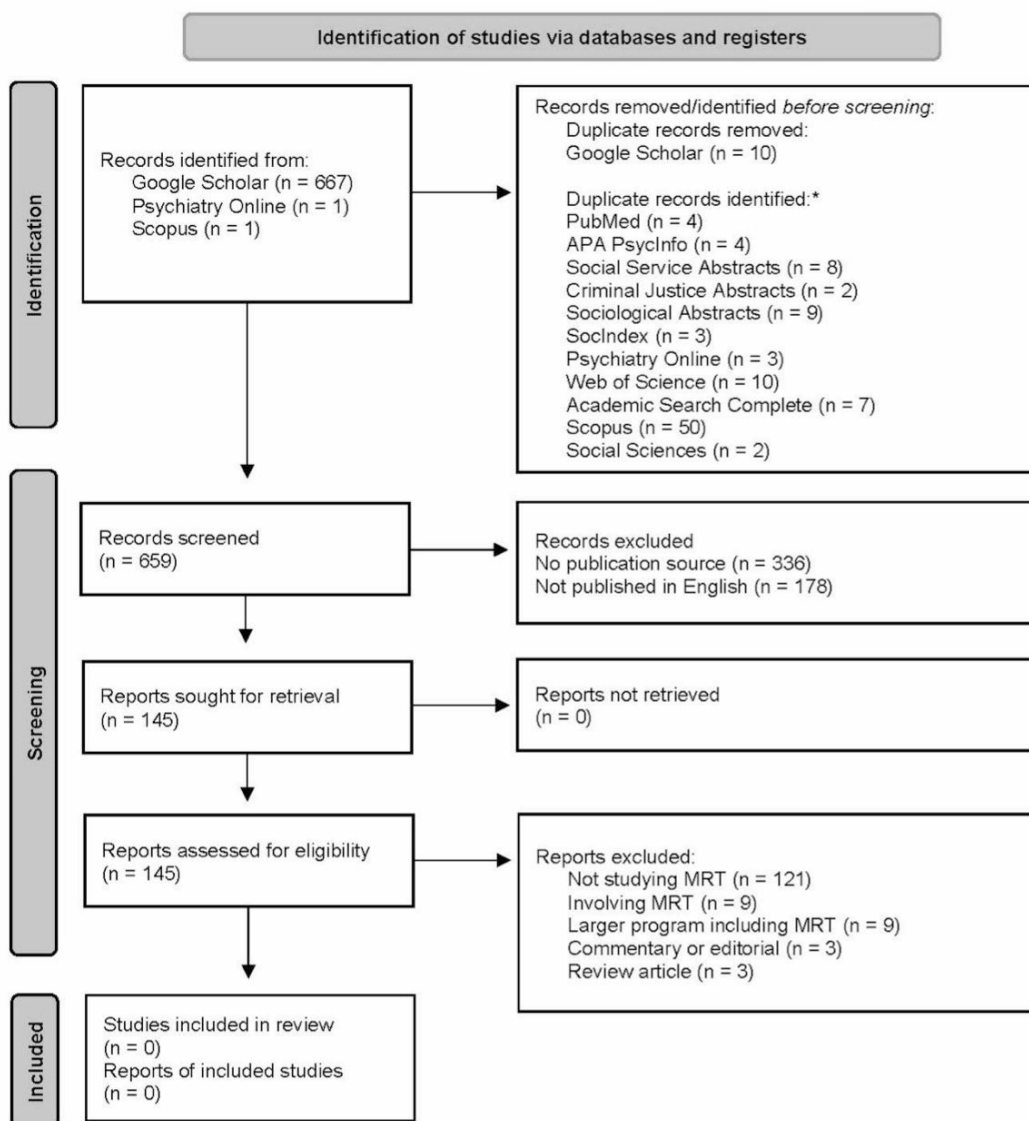 Identification of studies via databases and registers
Identification
Records identified from:
Google Scholar (n = 667)
Psychiatry Online (n = 1)
Scopus (n = 1)
Records removed/identified before screening:
Duplicate records removed:
Google Scholar (n = 10)
Duplicate records identified:*
PubMed (n = 4)
APA PsycInfo (n = 4)
Social Service Abstracts (n = 8)
Criminal Justice Abstracts (n = 2)
Sociological Abstracts (n = 9)
SocIndex (n = 3)
Psychiatry Online (n = 3)
Web of Science (n = 10)
Academic Search Complete (n = 7)
Scopus (n = 50)
Social Sciences (n = 2)
Screening
Records screened
(n = 659)
Records excluded
No publication source (n = 336)
Not published in English (n = 178)
Reports sought for retrieval
(n = 145)
Reports not retrieved
(n = 0)
Reports assessed for eligibility
(n = 145)
Reports excluded:
Not studying MRT (n = 121)
Involving MRT (n = 9)
Larger program including MRT (n = 9)
Commentary or editorial (n = 3)
Review article (n = 3)
Included
Studies included in review
(n = 0)
Reports of included studies
(n = 0)